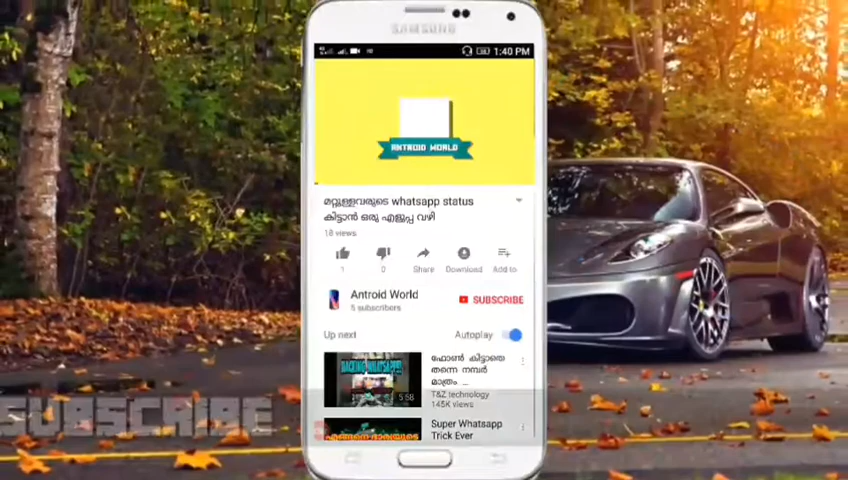 SAMSUNG
1:40 PM
ANTROID WORLD
മറ്റുള്ളവരുടെ whatsapp status
കിട്ടാൻ ഒരു എളുപ്പ വഴി
18 views
1
0
Share
Download
Add to
Antroid World
SUBSCRIBE
5 subscribers
Up next
Autoplay
HACKING WHATSAPP!!!
5:58
ഫോൺ കിട്ടാതെ
തന്നെ നമ്പർ
മാത്രം ...
T&Z technology
145K views
Super Whatsapp
Trick Ever
SUBSCRIBE